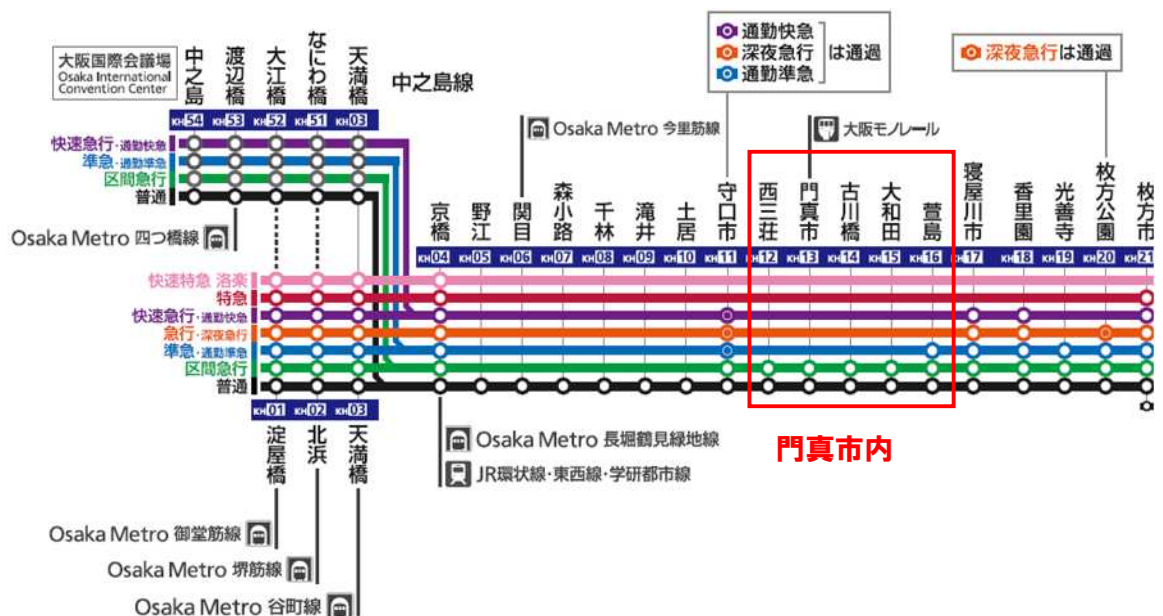 通勤快急
深夜急行
通勤準急
は通過
深夜急行は通過
大阪国際会議場
Osaka International
Convention Center
中之島
渡辺橋
大江橋
なにわ橋
天満橋
中之島線
KH54
KH53
KH52
KH51
KH03
快速急行・通勤快急
準急・通勤準急
区間急行
普通
Osaka Metro 四つ橋線
Osaka Metro 今里筋線
大阪モノレール
京橋
野江
関目
森小路
千林
滝井
土居
守口市
西三荘
門真市
古川橋
大和田
萱島
寝屋川市
香里園
光善寺
枚方公園
枚方市
KH04
KH05
KH06
KH07
KH08
KH09
KH10
KH11
KH12
KH13
KH14
KH15
KH16
KH17
KH18
KH19
KH20
KH21
快速特急 洛楽
特急
快速急行・通勤快急
急行・深夜急行
準急・通勤準急
区間急行
普通
KH01
KH02
KH03
淀屋橋
北浜
天満橋
門真市内
Osaka Metro 長堀鶴見緑地線
JR環状線・東西線・学研都市線
Osaka Metro 御堂筋線
Osaka Metro 堺筋線
Osaka Metro 谷町線